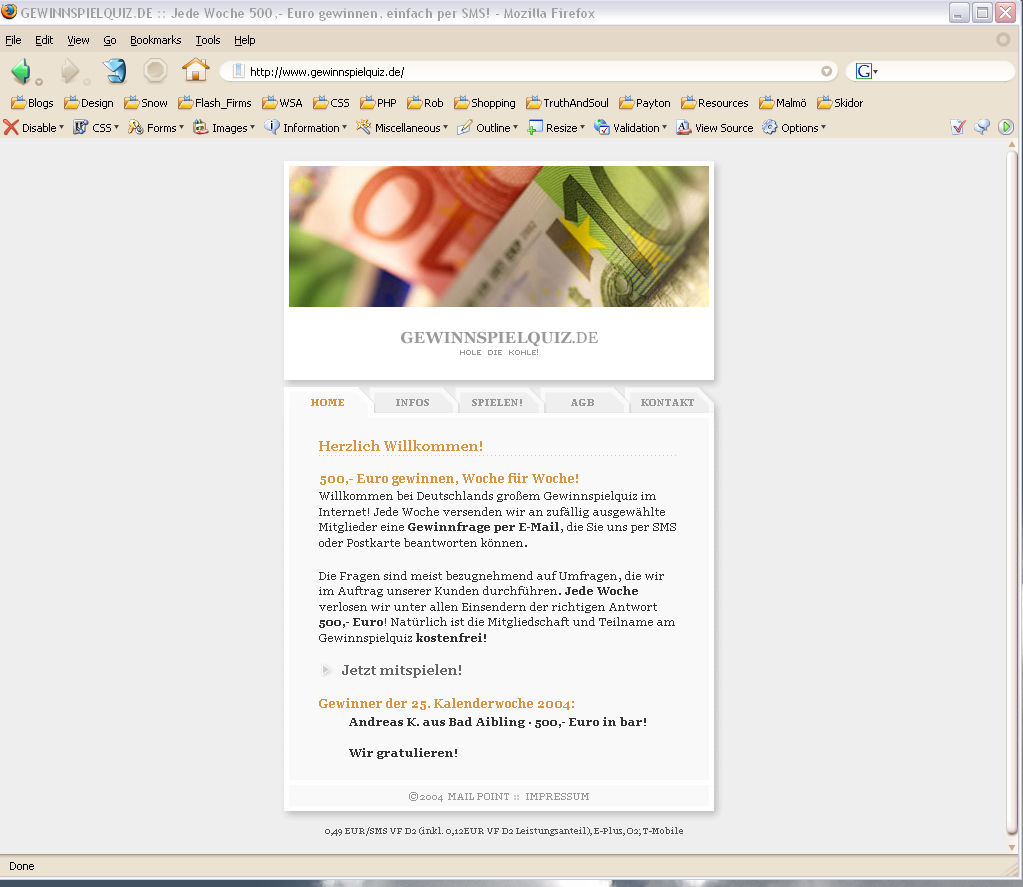 GEWINNSPIELQUIZ.DE :: Jede Woche 500,- Euro gewinnen, einfach per SMS! - Mozilla Firefox
File Edit View Go Bookmarks Tools Help
http://www.gewinnspielquiz.de/
G
Blogs Design Snow Flash_Firms WSA CSS PHP Rob Shopping TruthAndSoul Payton Resources Malmö Skidor
Disable CSS Forms Images Information Miscellaneous Outline Resize Validation View Source Options
10
GEWINNSPIELQUIZ.DE
HOLE DIE KOHLE!
HOME INFOS SPIELEN! AGB KONTAKT
Herzlich Willkommen!
500,- Euro gewinnen, Woche für Woche!
Willkommen bei Deutschlands großem Gewinnspielquiz im
Internet! Jede Woche versenden wir an zufällig ausgewählte
Mitglieder eine Gewinnfrage per E-Mail, die Sie uns per SMS
oder Postkarte beantworten können.
Die Fragen sind meist bezugnehmend auf Umfragen, die wir
im Auftrag unserer Kunden durchführen. Jede Woche
verlosen wir unter allen Einsendern der richtigen Antwort
500,- Euro! Natürlich ist die Mitgliedschaft und Teilname am
Gewinnspielquiz kostenfrei!
Jetzt mitspielen!
Gewinner der 25. Kalenderwoche 2004:
Andreas K. aus Bad Aibling · 500,- Euro in bar!
Wir gratulieren!
©2004 MAIL POINT :: IMPRESSUM
0,49 EUR/SMS VF D2 (inkl. 0,12EUR VF D2 Leistungsanteil), E-Plus, O2; T-Mobile
Done